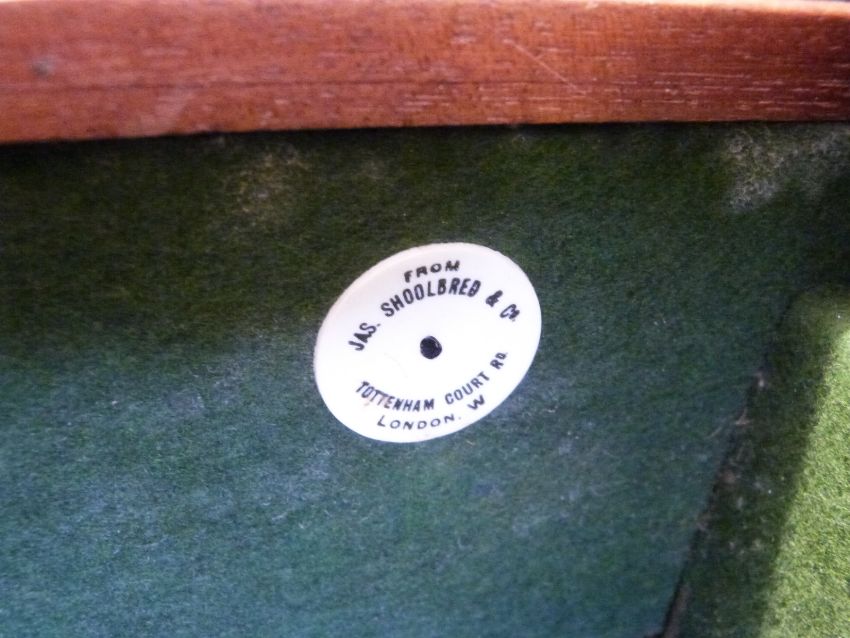 FROM
JAS. SHOOLBRED & Co.
TOTTENHAM COURT RD.
LONDON. W